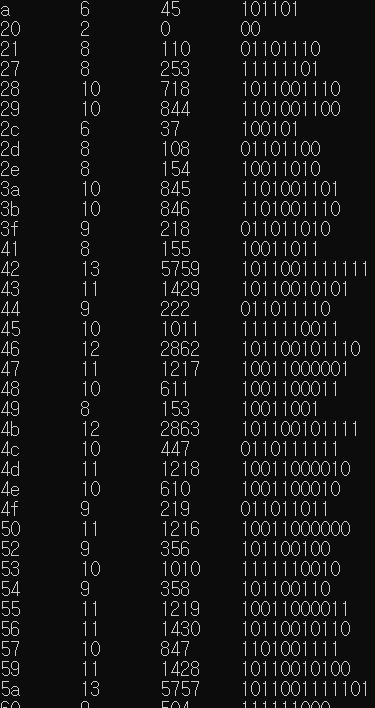 a 6 45 101101
20 2 0 00
21 8 110 01101110
27 8 253 11111101
28 10 718 1011001110
29 10 844 1101001100
2c 6 37 100101
2d 8 108 01101100
2e 8 154 10011010
3a 10 845 1101001101
3b 10 846 1101001110
3f 9 218 011011010
41 8 155 10011011
42 13 5759 1011001111111
43 11 1429 10110010101
44 9 222 011011110
45 10 1011 1111110011
46 12 2862 101100101110
47 11 1217 10011000001
48 10 611 1001100011
49 8 153 10011001
4b 12 2863 101100101111
4c 10 447 0110111111
4d 11 1218 10011000010
4e 10 610 1001100010
4f 9 219 011011011
50 11 1216 10011000000
52 9 356 101100100
53 10 1010 1111110010
54 9 358 101100110
55 11 1219 10011000011
56 11 1430 10110010110
57 10 847 1101001111
59 11 1428 10110010100
5a 13 5757 1011001111101
60 9 504 111111000